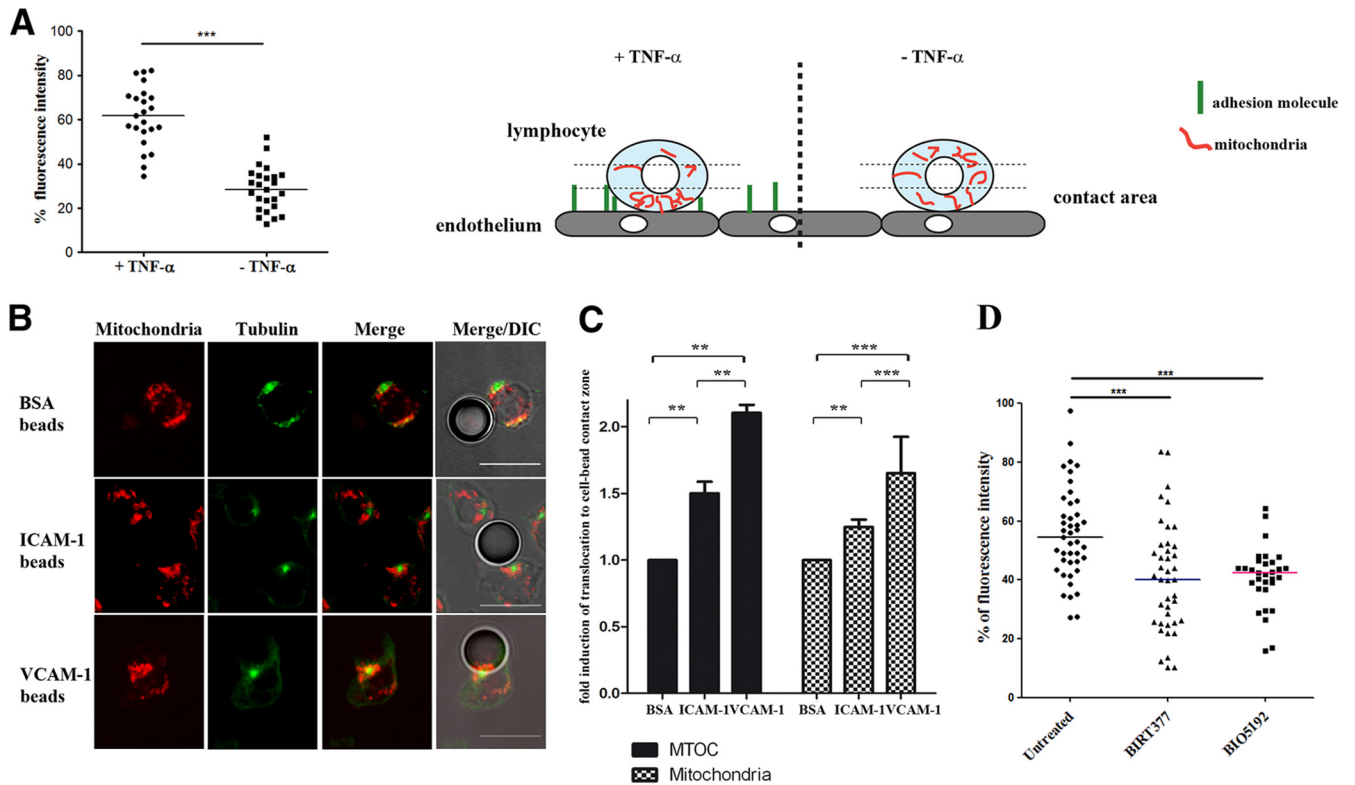 A
100
80
60
40
20
0
% fluorescence intensity
***
+ TNF-α
- TNF-α
+ TNF-α
- TNF-α
lymphocyte
endothelium
contact area
adhesion molecule
mitochondria
B
Mitochondria Tubulin Merge Merge/DIC
BSA
beads
ICAM-1
beads
VCAM-1
beads
C
fold induction of translocation to cell-bead contact zone
2.0
1.5
1.0
0.5
0.0
**
**
**
***
***
**
BSA ICAM-1 VCAM-1
BSA ICAM-1 VCAM-1
MTOC
Mitochondria
D
% of fluorescence intensity
100
80
60
40
20
0
***
***
Untreated
BIRT377
BIO5192